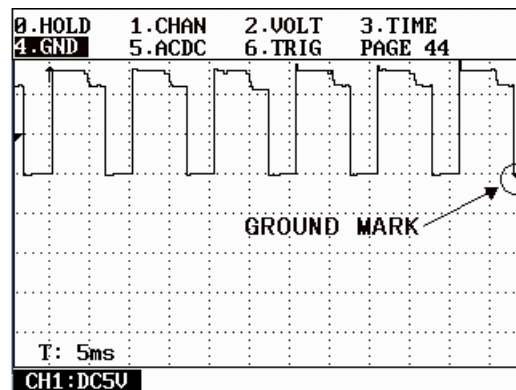 0.HOLD 1.CHAN 2.VOLT 3.TIME
4.GND 5.ACDC 6.TRIG PAGE 44
GROUND MARK
T: 5ms
CH1:DC5V